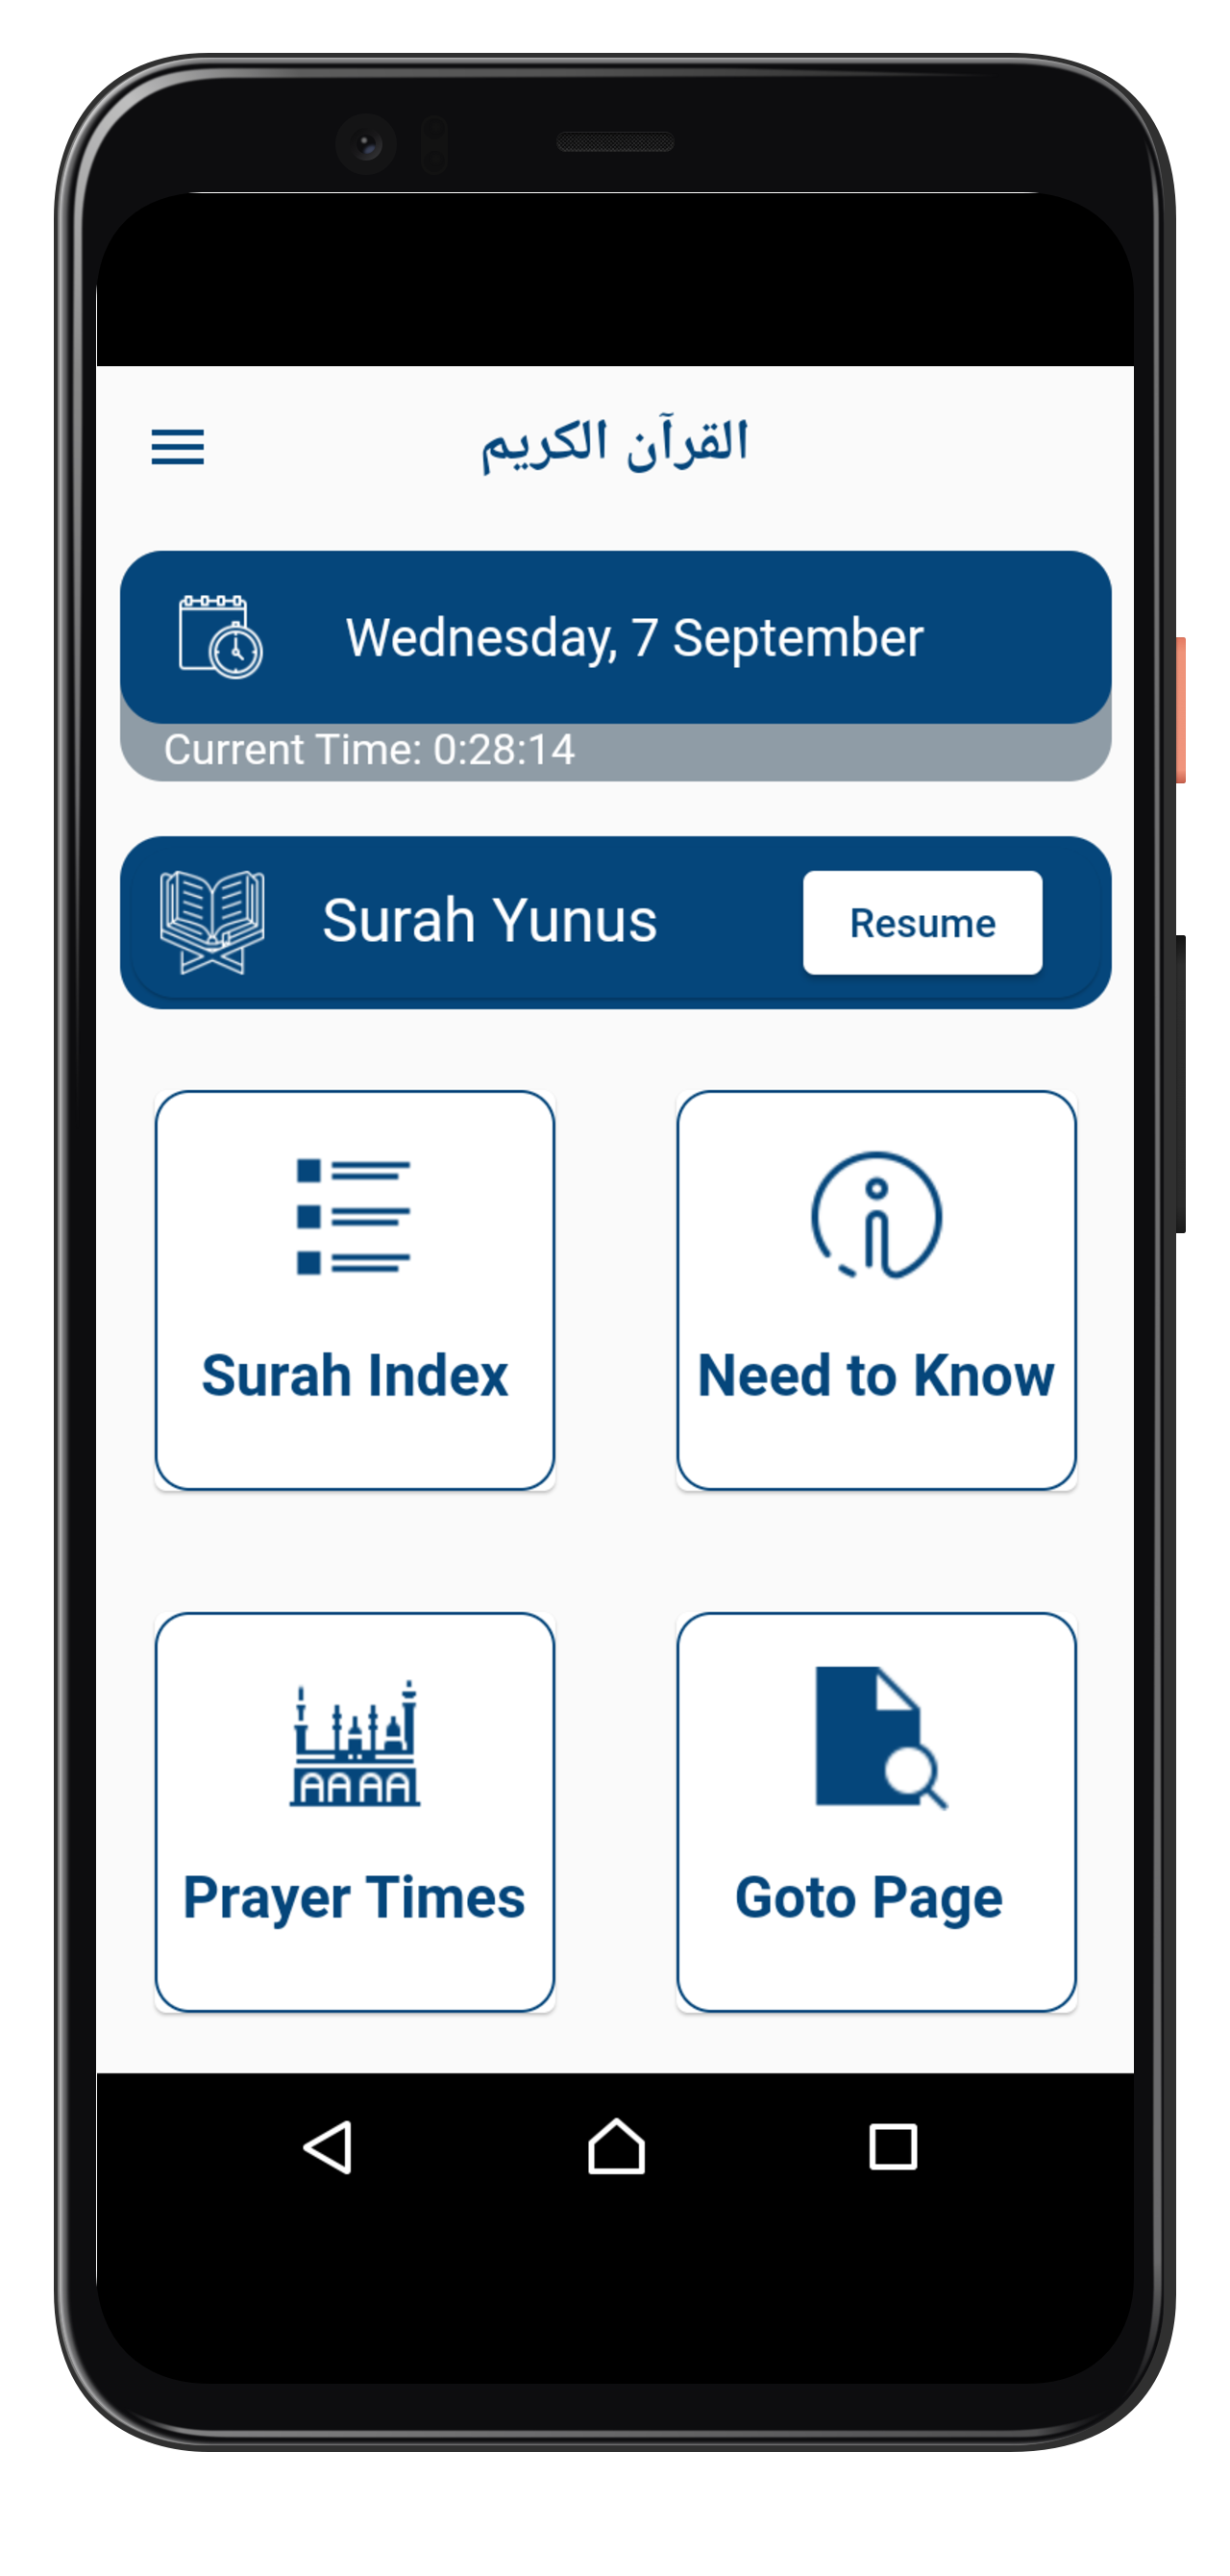 القرآن الكريم
Wednesday, 7 September
Current Time: 0:28:14
Surah Yunus
Resume
Surah Index
Need to Know
Prayer Times
Goto Page